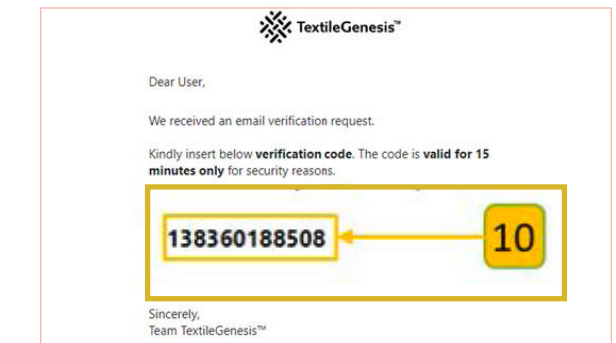 TextileGenesis™
Dear User,
We received an email verification request.
Kindly insert below verification code. The code is valid for 15
minutes only for security reasons.
138360188508
10
Sincerely,
Team TextileGenesis™